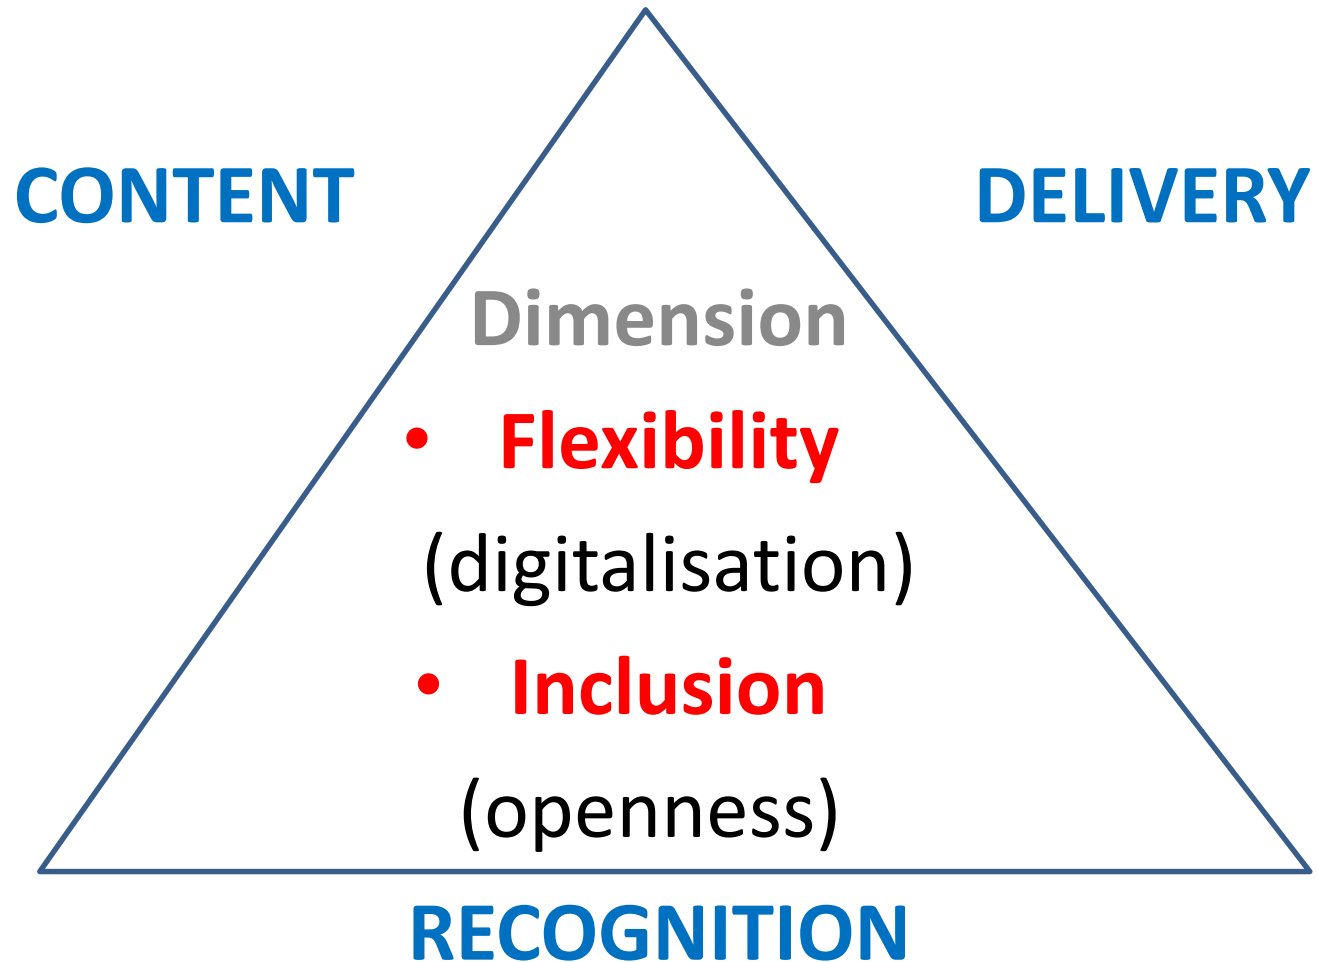 CONTENT
DELIVERY
Dimension
• Flexibility
(digitalisation)
• Inclusion
(openness)
RECOGNITION